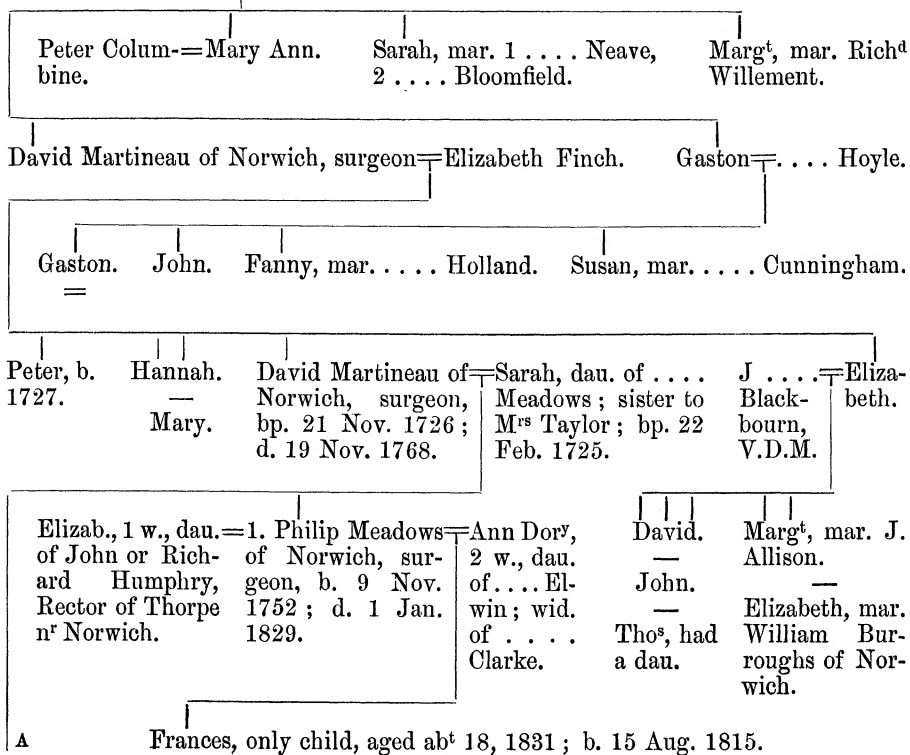 Peter Colum-=Mary Ann. Sarah, mar. 1 .... Neave, Margᵗ, mar. Richᵈ
bine. 2 .... Bloomfield. Willement.
David Martineau of Norwich, surgeon=Elizabeth Finch. Gaston=.... Hoyle.
Gaston. John. Fanny, mar..... Holland. Susan, mar..... Cunningham.
=
Peter, b. Hannah. David Martineau of=Sarah, dau. of .... J ....=Eliza-
1727. — Norwich, surgeon, Meadows ; sister to Black- beth.
Mary. bp. 21 Nov. 1726 ; Mʳˢ Taylor ; bp. 22 bourn,
d. 19 Nov. 1768. Feb. 1725. V.D.M.
Elizab., 1 w., dau.=1. Philip Meadows=Ann Dorʸ, David. Margᵗ, mar. J.
of John or Rich- of Norwich, sur- 2 w., dau. — Allison.
ard Humphry, geon, b. 9 Nov. of .... El- John. —
Rector of Thorpe 1752 ; d. 1 Jan. win ; wid. — Elizabeth, mar.
nʳ Norwich. 1829. of .... Thoˢ, had William Bur-
Clarke. a dau. roughs of Nor-
wich.
A Frances, only child, aged abᵗ 18, 1831 ; b. 15 Aug. 1815.